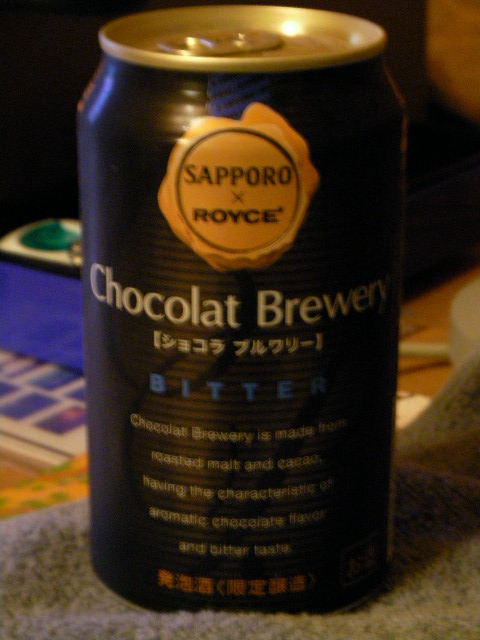 SAPPORO
×
ROYCE'
Chocolat Brewery
【ショコラ ブルワリー】
BITTER
Chocolat Brewery is made from
roasted malt and cacao,
having the characteristic of
aromatic chocolate flavor
and bitter taste.
発泡酒〈限定醸造〉